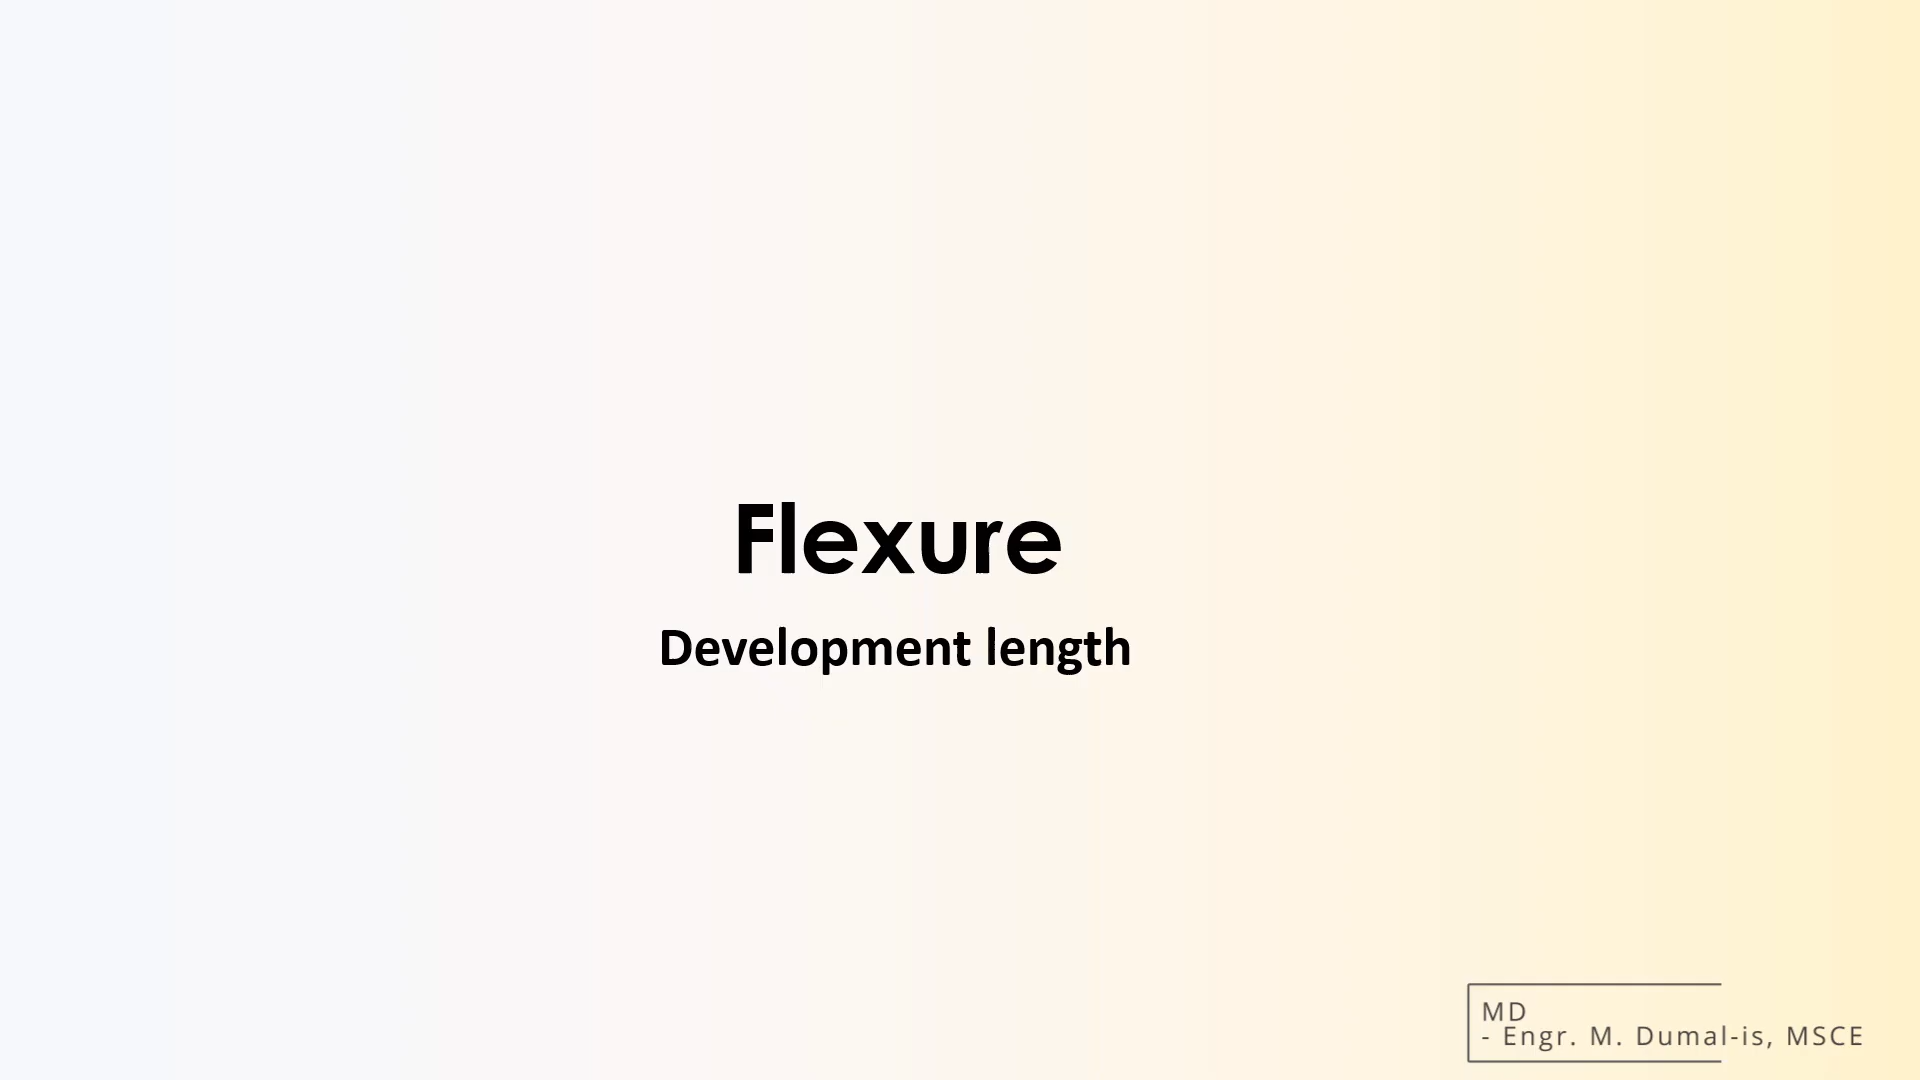 Flexure
Development length
MD
- Engr. M. Dumal-is, MSCE